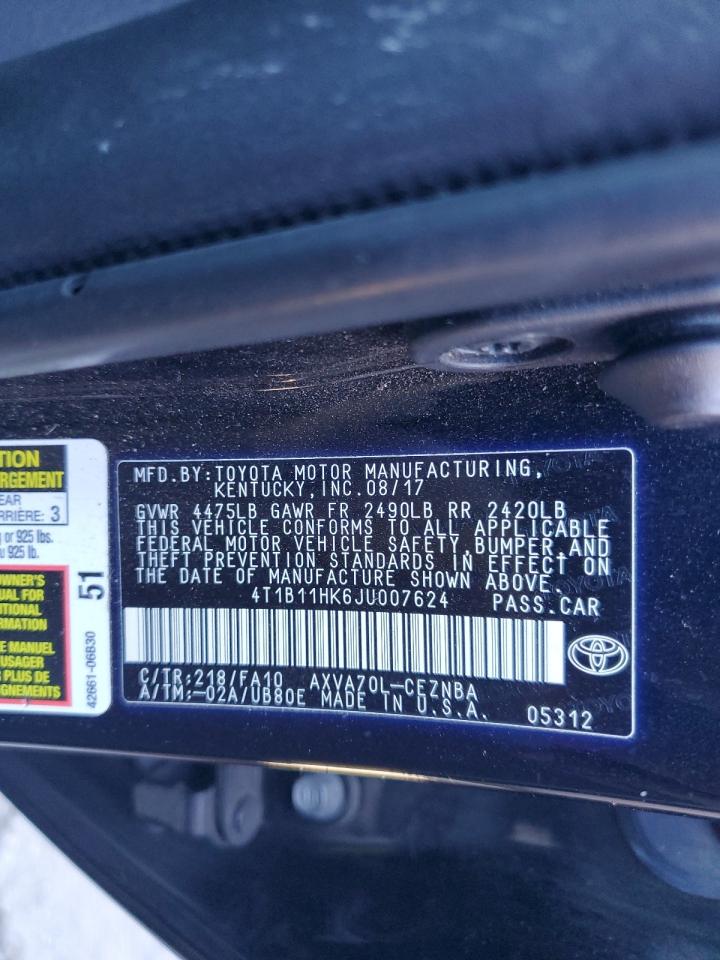 TION
RGEMENT
EAR
RRIÈRE: 3
g or 925 lbs.
u 925 lb.
OWNER'S
UAL FOR
DITIONAL
RMATION
LE MANUEL
USAGER
R PLUS DE
GNEMENTS
51
42661-06B30
MFD.BY:TOYOTA MOTOR MANUFACTURING,
KENTUCKY,INC.08/17
GVWR 4475LB GAWR FR 2490LB RR 2420LB
THIS VEHICLE CONFORMS TO ALL APPLICABLE
FEDERAL MOTOR VEHICLE SAFETY,BUMPER,AND
THEFT PREVENTION STANDARDS IN EFFECT ON
THE DATE OF MANUFACTURE SHOWN ABOVE.
4T1B11HK6JU007624 PASS.CAR
C/TR:218/FA10 AXVA70L-CEZNBA
A/TM:-02A/UB80E MADE IN U.S.A. 05312